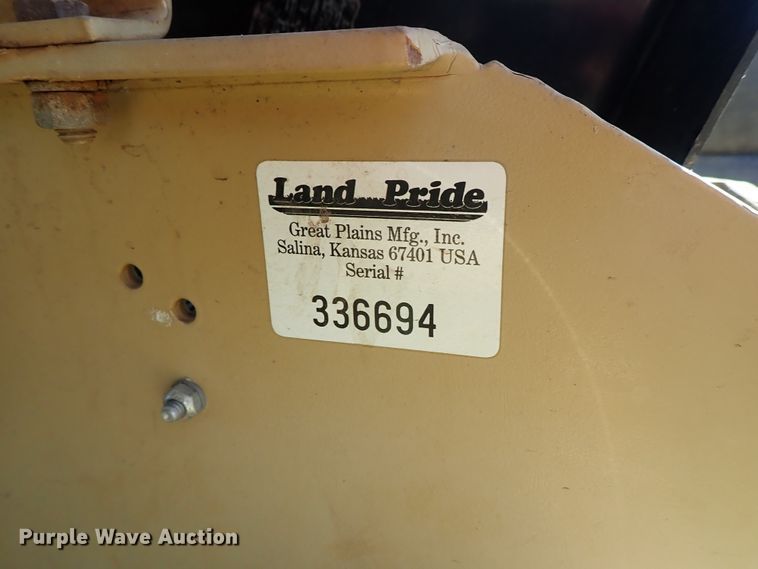 Land Pride
Great Plains Mfg., Inc.
Salina, Kansas 67401 USA
Serial #
336694
Purple Wave Auction